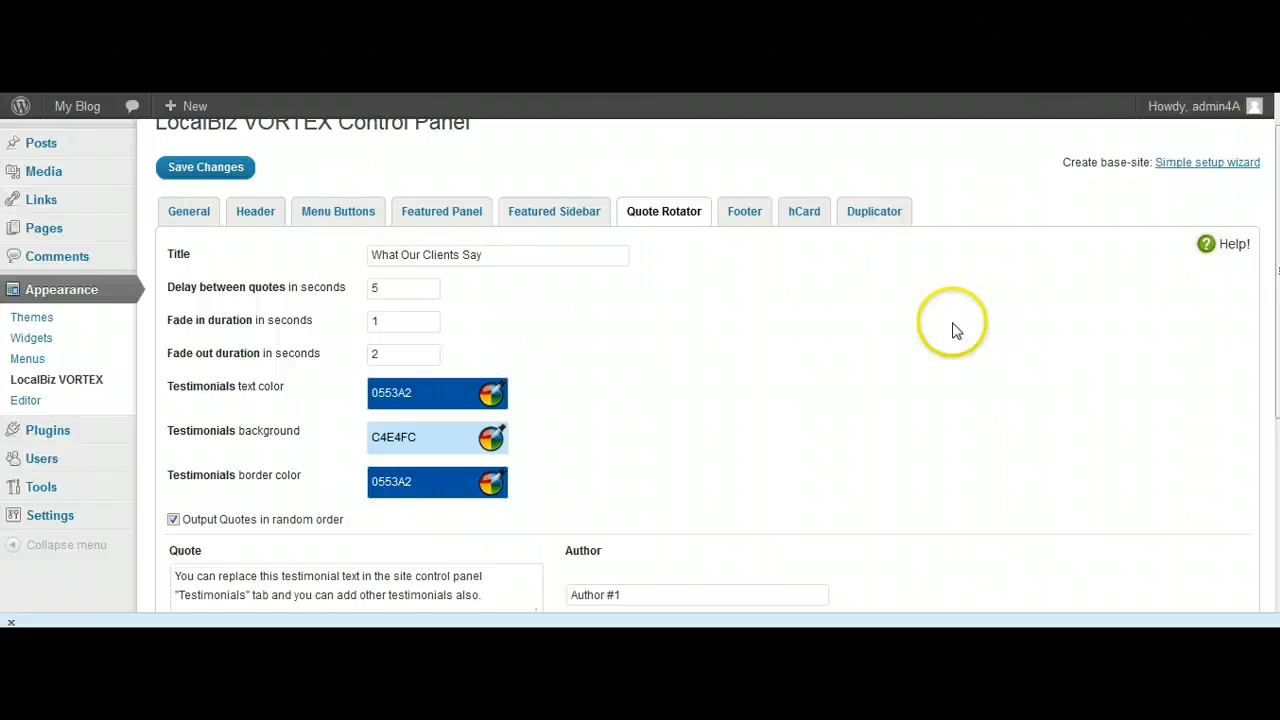 My Blog
New
Howdy, admin4A
Posts
Media
Links
Pages
Comments
Appearance
Themes
Widgets
Menus
LocalBiz VORTEX
Editor
Plugins
Users
Tools
Settings
Collapse menu
LocalBiz VORTEX Control Panel
Save Changes
Create base-site: Simple setup wizard
General Header Menu Buttons Featured Panel Featured Sidebar Quote Rotator Footer hCard Duplicator
? Help!
Title What Our Clients Say
Delay between quotes in seconds 5
Fade in duration in seconds 1
Fade out duration in seconds 2
Testimonials text color 0553A2
Testimonials background C4E4FC
Testimonials border color 0553A2
Output Quotes in random order
Quote Author
You can replace this testimonial text in the site control panel
"Testimonials" tab and you can add other testimonials also.
Author #1
x